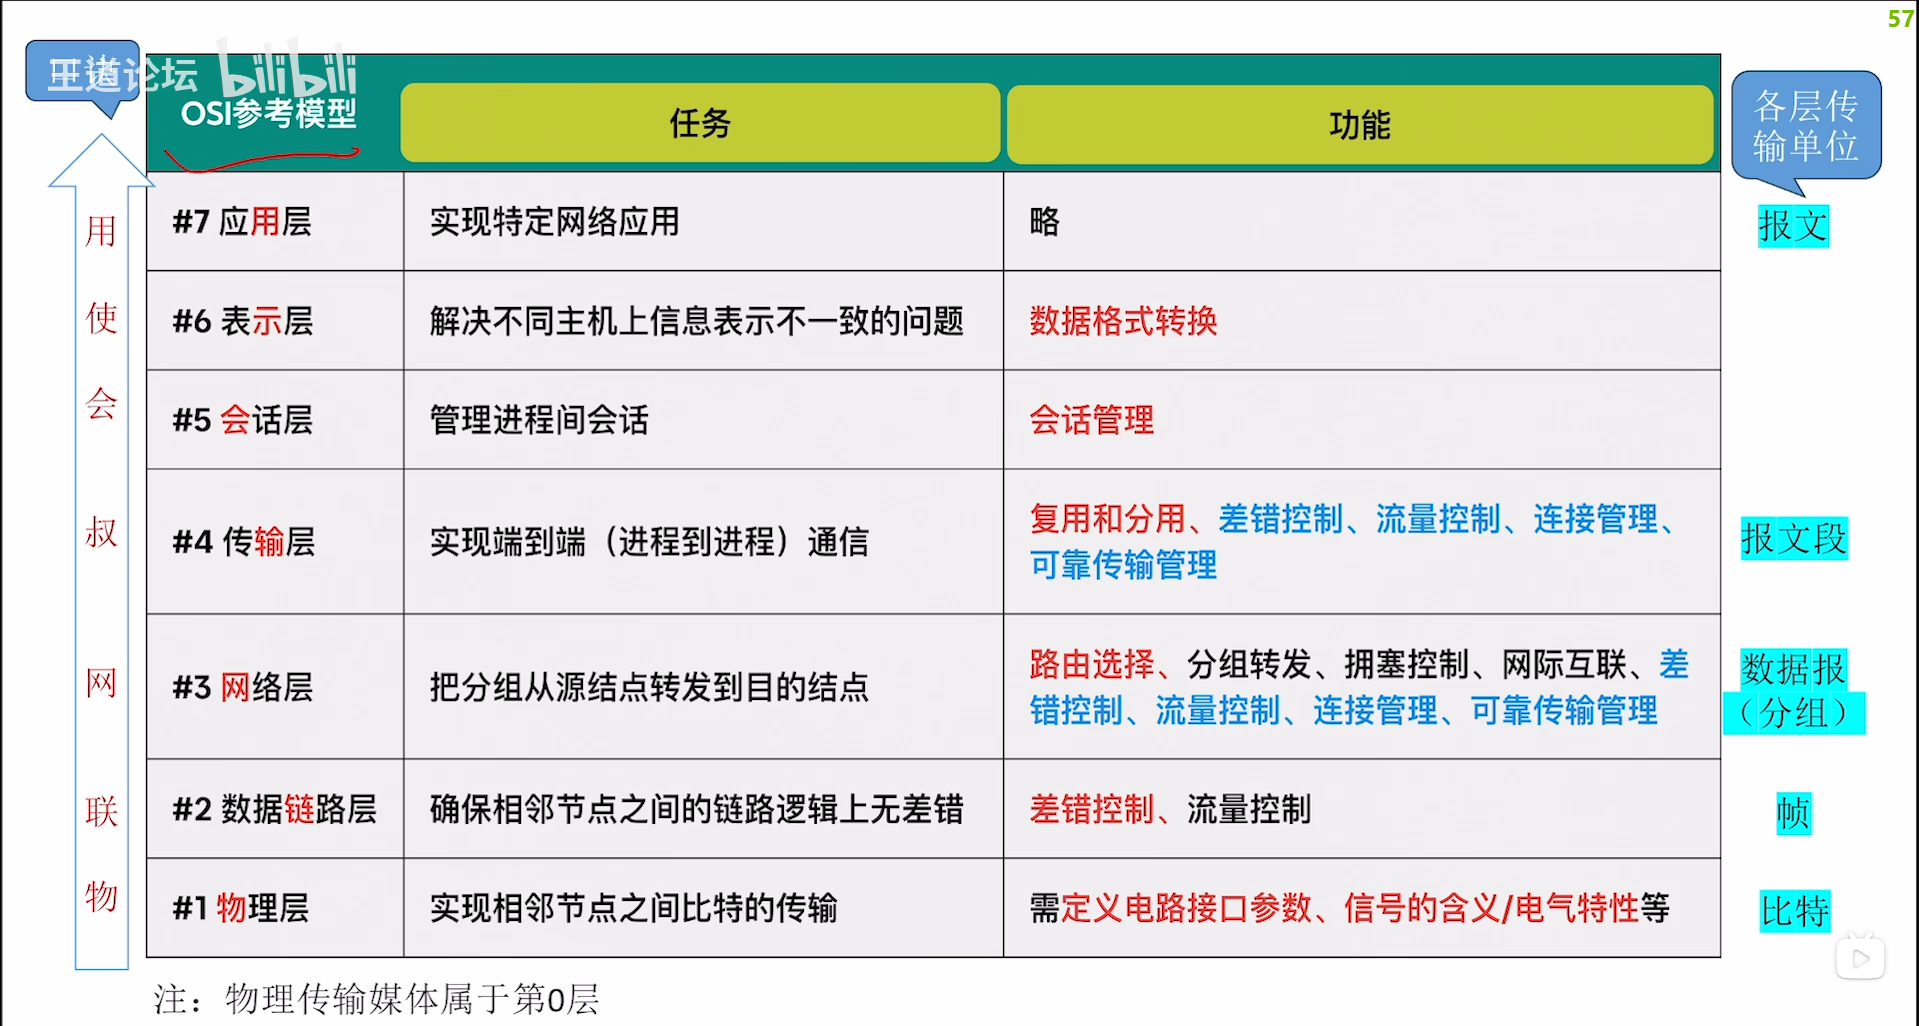 57
王道论坛 bilibili
OSI参考模型
任务
功能
各层传
输单位
#7 应用层
实现特定网络应用
略
报文
#6 表示层
解决不同主机上信息表示不一致的问题
数据格式转换
#5 会话层
管理进程间会话
会话管理
#4 传输层
实现端到端（进程到进程）通信
复用和分用、差错控制、流量控制、连接管理、
可靠传输管理
报文段
#3 网络层
把分组从源结点转发到目的结点
路由选择、分组转发、拥塞控制、网际互联、差
错控制、流量控制、连接管理、可靠传输管理
数据报
（分组）
#2 数据链路层
确保相邻节点之间的链路逻辑上无差错
差错控制、流量控制
帧
#1 物理层
实现相邻节点之间比特的传输
需定义电路接口参数、信号的含义/电气特性等
比特
用
使
会
叔
网
联
物
注：物理传输媒体属于第0层